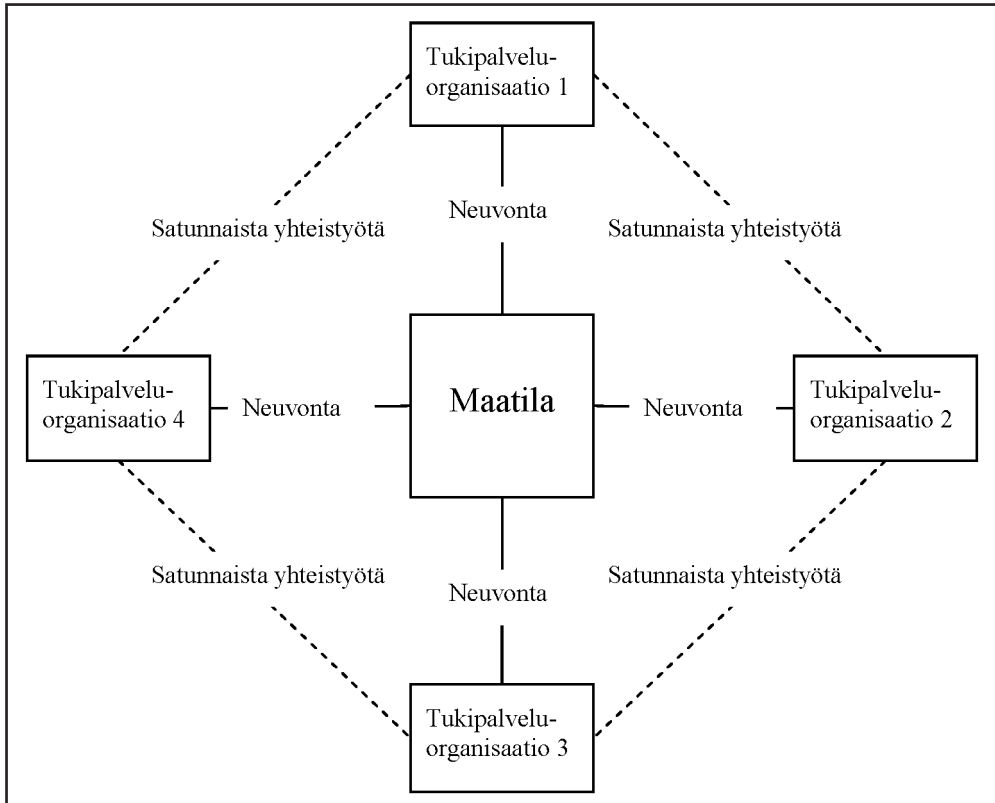 Tukipalvelu-
organisaatio 1
Neuvonta
Satunnaista yhteistyötä
Satunnaista yhteistyötä
Tukipalvelu-
organisaatio 4
Neuvonta
Maatila
Neuvonta
Tukipalvelu-
organisaatio 2
Satunnaista yhteistyötä
Neuvonta
Satunnaista yhteistyötä
Tukipalvelu-
organisaatio 3